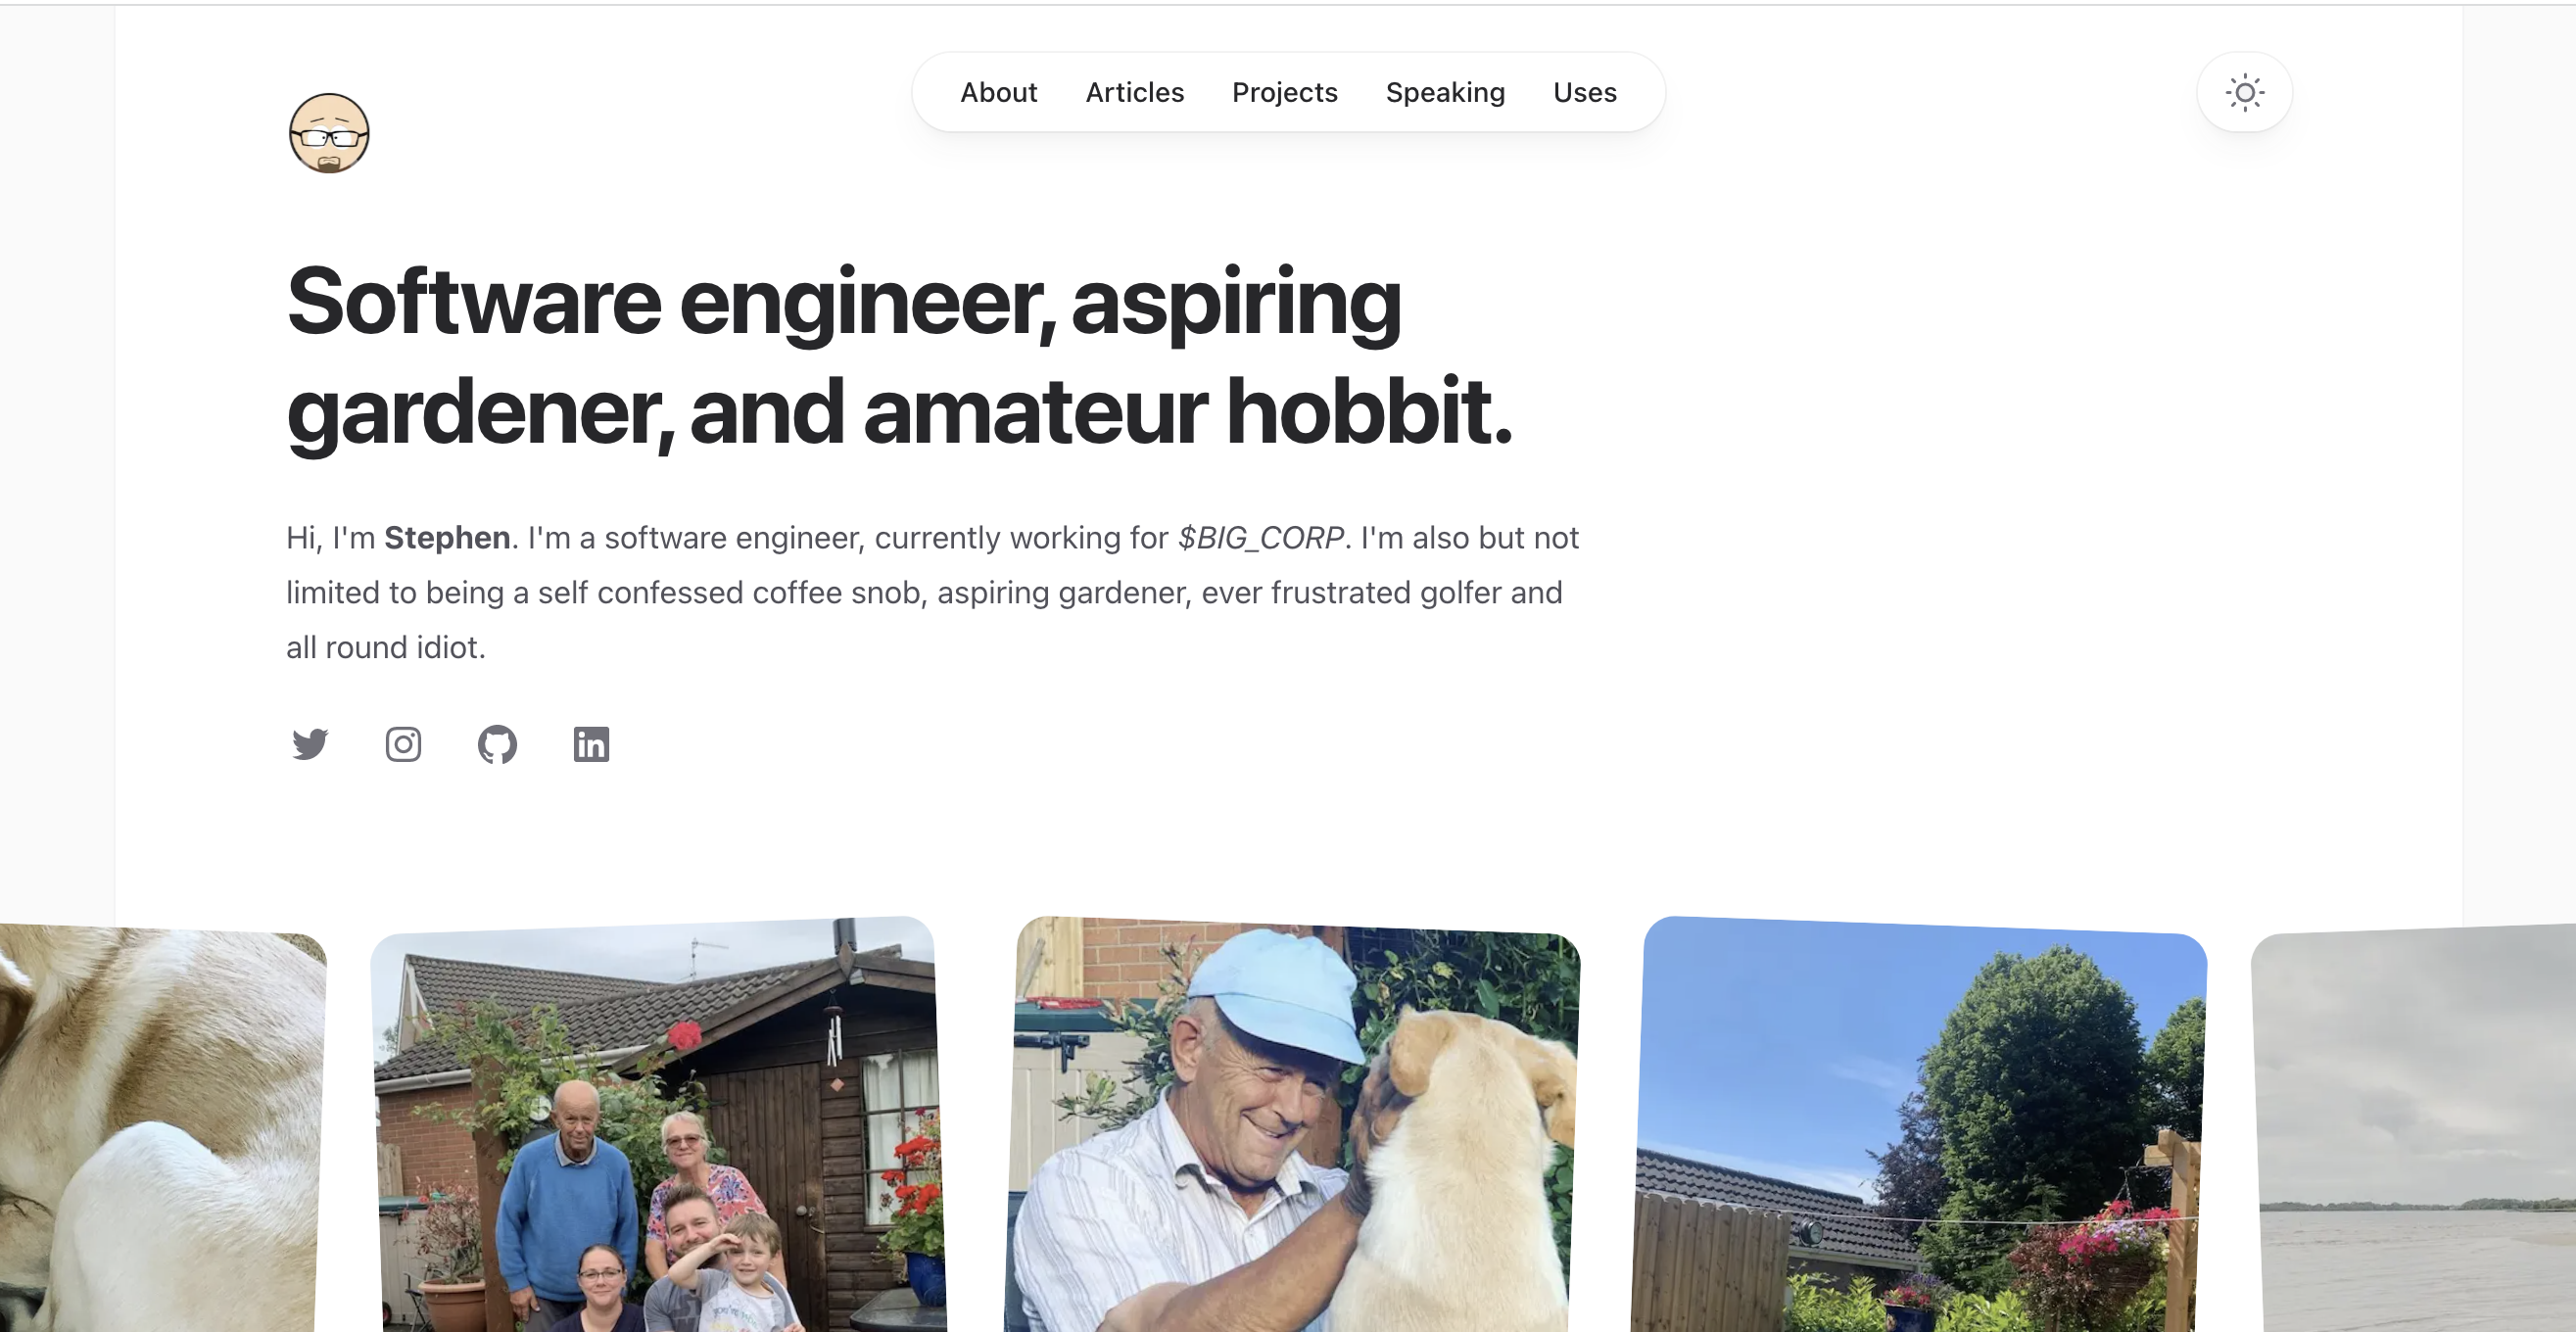 About Articles Projects Speaking Uses
Software engineer, aspiring
gardener, and amateur hobbit.
Hi, I'm Stephen. I'm a software engineer, currently working for $BIG_CORP. I'm also but not
limited to being a self confessed coffee snob, aspiring gardener, ever frustrated golfer and
all round idiot.
in